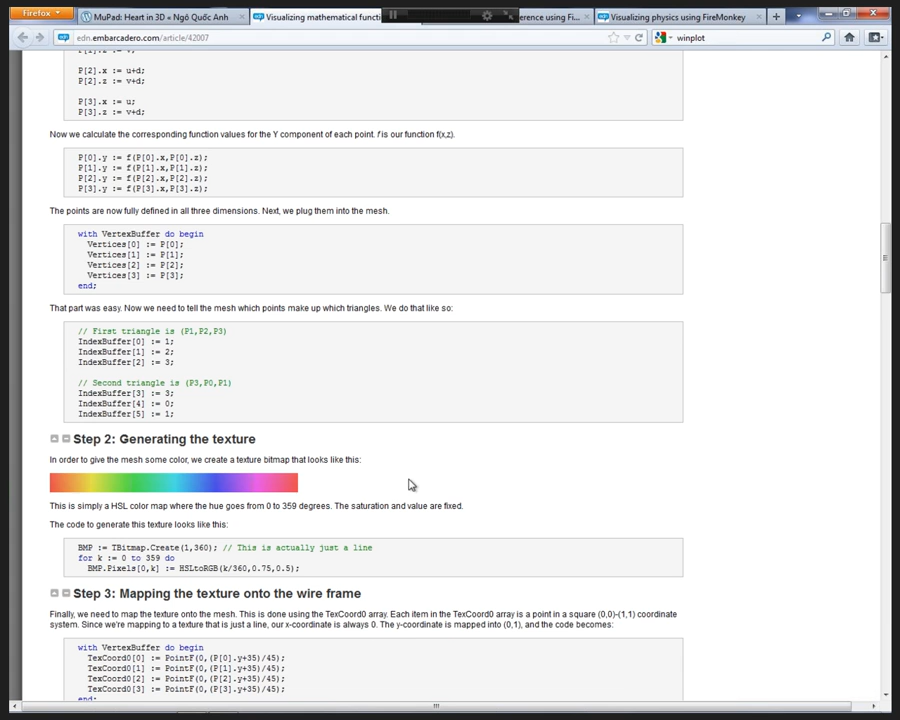 Firefox
MuPad: Heart in 3D « Ngô Quốc Anh
Visualizing mathematical functi
erence using Fi...
Visualizing physics using FireMonkey
edn.embarcadero.com/article/42007
winplot
P[2].x := u+d;
P[2].z := v+d;
P[3].x := u;
P[3].z := v+d;
Now we calculate the corresponding function values for the Y component of each point. f is our function f(x,z).
P[0].y := f(P[0].x,P[0].z);
P[1].y := f(P[1].x,P[1].z);
P[2].y := f(P[2].x,P[2].z);
P[3].y := f(P[3].x,P[3].z);
The points are now fully defined in all three dimensions. Next, we plug them into the mesh.
with VertexBuffer do begin
Vertices[0] := P[0];
Vertices[1] := P[1];
Vertices[2] := P[2];
Vertices[3] := P[3];
end;
That part was easy. Now we need to tell the mesh which points make up which triangles. We do that like so:
// First triangle is (P1,P2,P3)
IndexBuffer[0] := 1;
IndexBuffer[1] := 2;
IndexBuffer[2] := 3;
// Second triangle is (P3,P0,P1)
IndexBuffer[3] := 3;
IndexBuffer[4] := 0;
IndexBuffer[5] := 1;
Step 2: Generating the texture
In order to give the mesh some color, we create a texture bitmap that looks like this:
This is simply a HSL color map where the hue goes from 0 to 359 degrees. The saturation and value are fixed.
The code to generate this texture looks like this:
BMP := TBitmap.Create(1,360); // This is actually just a line
for k := 0 to 359 do
BMP.Pixels[0,k] := HSLtoRGB(k/360,0.75,0.5);
Step 3: Mapping the texture onto the wire frame
Finally, we need to map the texture onto the mesh. This is done using the TexCoord0 array. Each item in the TexCoord0 array is a point in a square (0,0)-(1,1) coordinate
system. Since we're mapping to a texture that is just a line, our x-coordinate is always 0. The y-coordinate is mapped into (0,1), and the code becomes:
with VertexBuffer do begin
TexCoord0[0] := PointF(0,(P[0].y+35)/45);
TexCoord0[1] := PointF(0,(P[1].y+35)/45);
TexCoord0[2] := PointF(0,(P[2].y+35)/45);
TexCoord0[3] := PointF(0,(P[3].y+35)/45);
end;